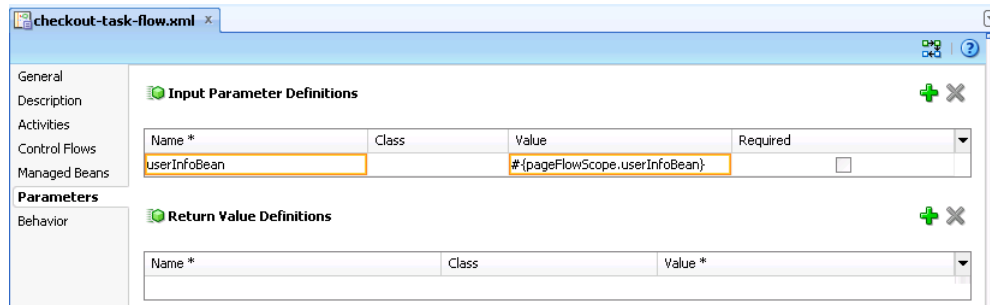 checkout-task-flow.xml x
General
Description
Activities
Control Flows
Managed Beans
Parameters
Behavior
Input Parameter Definitions
Name * Class Value Required
userInfoBean #{pageFlowScope.userInfoBean}
Return Value Definitions
Name * Class Value *